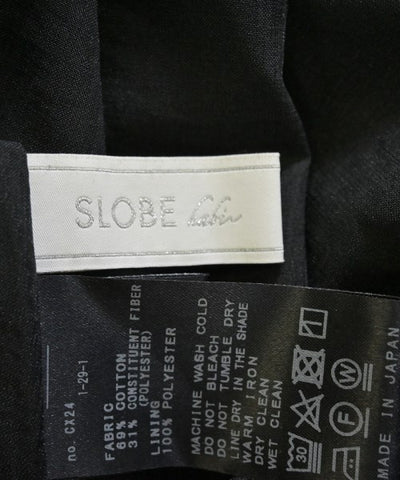 SLOBE
no. CX24
1-29-1
FABRIC
69% COTTON
31% CONSTITUENT FIBER
(POLYESTER)
LINING
100% POLYESTER
MACHINE WASH COLD
DO NOT BLEACH
DO NOT TUMBLE DRY
LINE DRY IN THE SHADE
WARM IRON
DRY CLEAN
WET CLEAN
30
F
W
MADE IN JAPAN